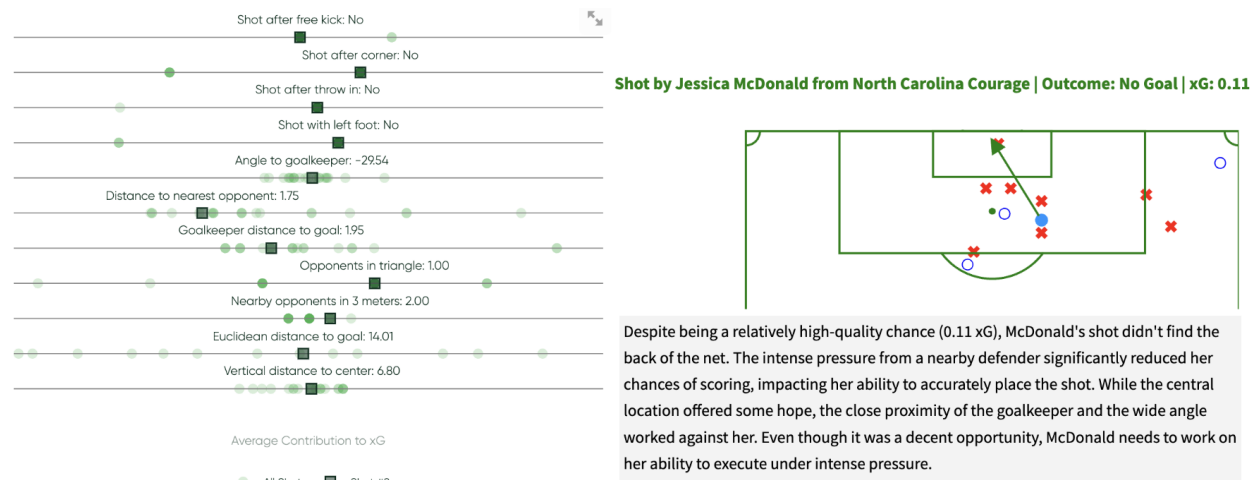 Shot after free kick: No
Shot after corner: No
Shot after throw in: No
Shot with left foot: No
Angle to goalkeeper: -29.54
Distance to nearest opponent: 1.75
Goalkeeper distance to goal: 1.95
Opponents in triangle: 1.00
Nearby opponents in 3 meters: 2.00
Euclidean distance to goal: 14.01
Vertical distance to center: 6.80
Average Contribution to xG
Shot by Jessica McDonald from North Carolina Courage | Outcome: No Goal | xG: 0.11
Despite being a relatively high-quality chance (0.11 xG), McDonald's shot didn't find the
back of the net. The intense pressure from a nearby defender significantly reduced her
chances of scoring, impacting her ability to accurately place the shot. While the central
location offered some hope, the close proximity of the goalkeeper and the wide angle
worked against her. Even though it was a decent opportunity, McDonald needs to work on
her ability to execute under intense pressure.